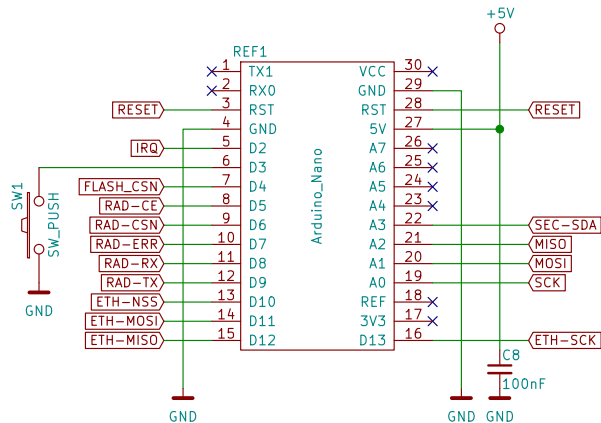 +5V
REF1
1 TX1
2 RX0
RESET 3 RST
4 GND
IRQ 5 D2
6 D3
FLASH_CSN 7 D4
RAD-CE 8 D5
RAD-CSN 9 D6
RAD-ERR 10 D7
RAD-RX 11 D8
RAD-TX 12 D9
ETH-NSS 13 D10
ETH-MOSI 14 D11
ETH-MISO 15 D12
Arduino_Nano
VCC 30
GND 29
RST 28 RESET
5V 27
A7 26
A6 25
A5 24
A4 23
A3 22 SEC-SDA
A2 21 MISO
A1 20 MOSI
A0 19 SCK
REF 18
3V3 17
D13 16 ETH-SCK
SW1
SW_PUSH
GND
C8
100nF
GND
GND
GND